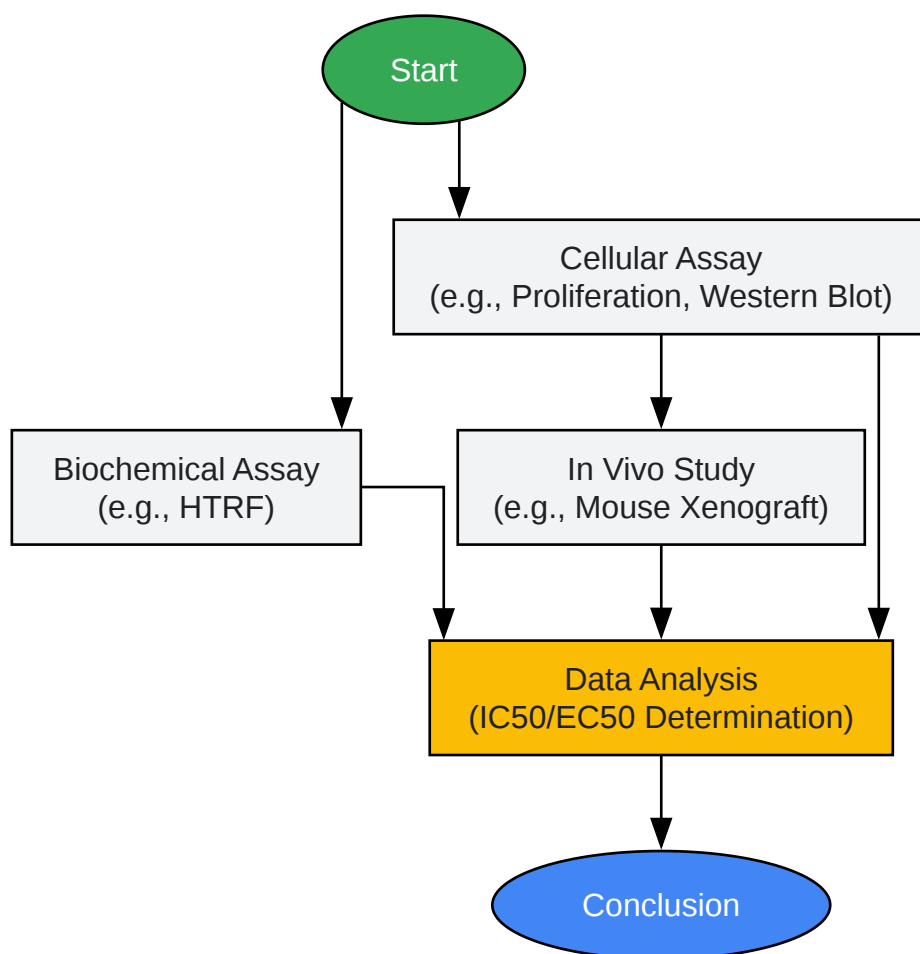 Start
Cellular Assay
(e.g., Proliferation, Western Blot)
Biochemical Assay
(e.g., HTRF)
In Vivo Study
(e.g., Mouse Xenograft)
Data Analysis
(IC50/EC50 Determination)
Conclusion